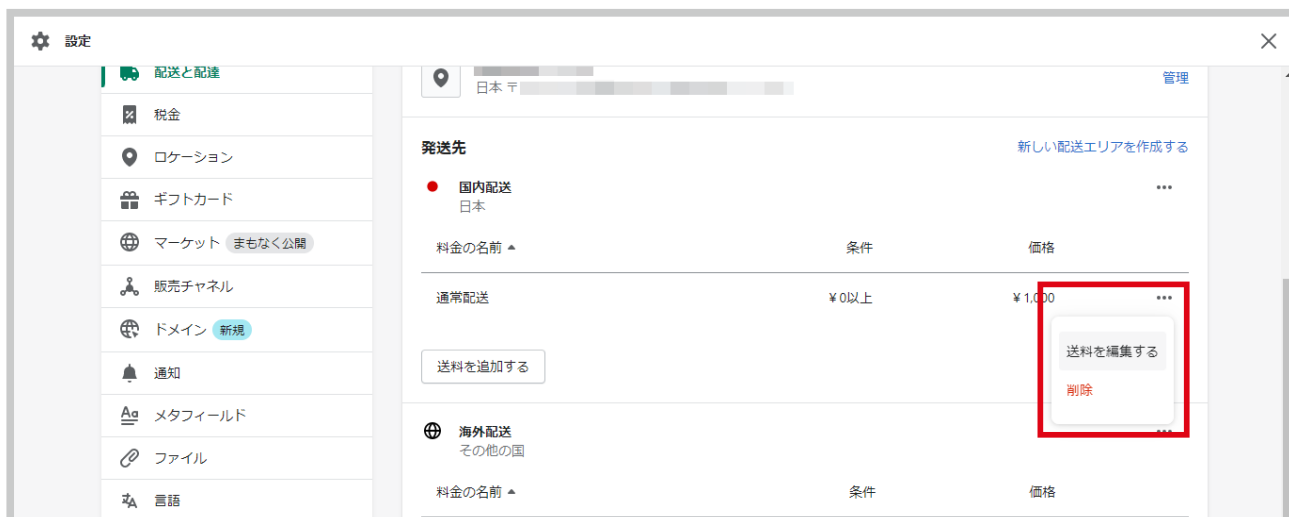 設定
配送と配達
税金
ロケーション
ギフトカード
マーケット まもなく公開
販売チャネル
ドメイン 新規
通知
メタフィールド
ファイル
言語
日本 〒
管理
発送先
新しい配送エリアを作成する
国内配送
日本
料金の名前 条件 価格
通常配送 ¥0以上 ¥1,000
送料を編集する
削除
送料を追加する
海外配送
その他の国
料金の名前 条件 価格